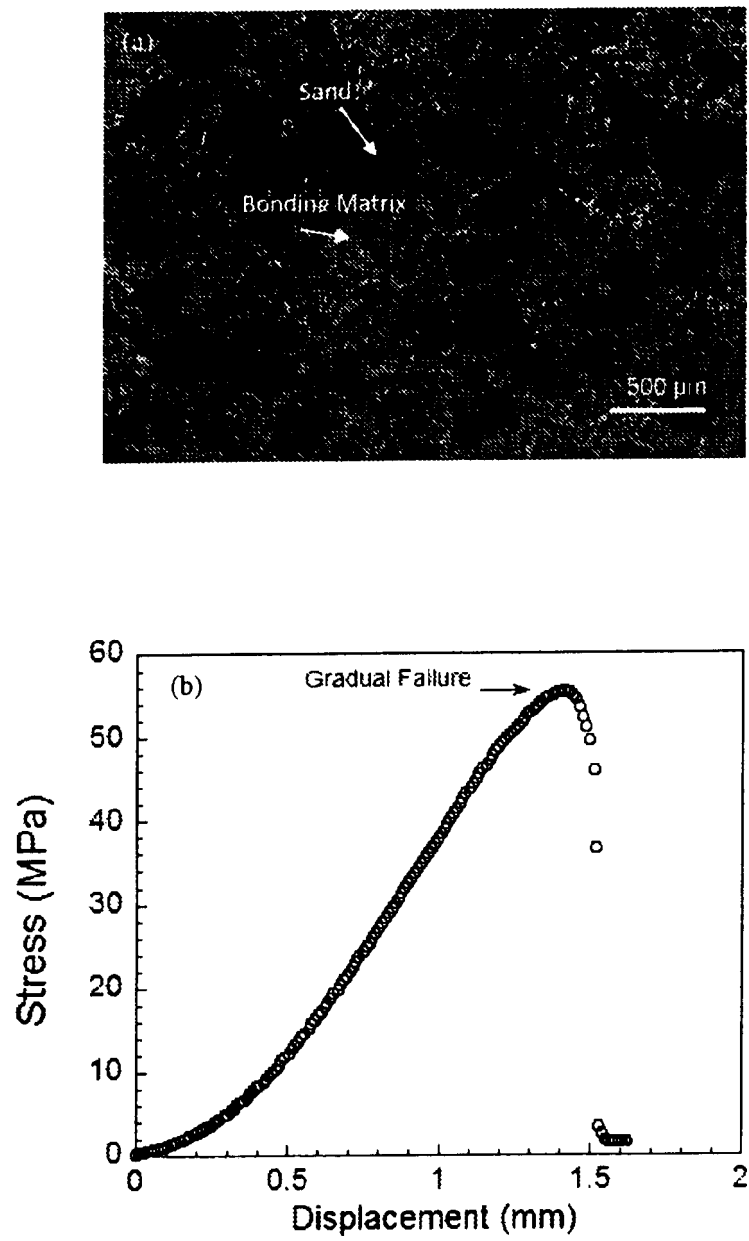 (a)
Sand
Bonding Matrix
500 µm
60
(b)
Gradual Failure
50
40
30
20
10
0
Stress (MPa)
0
0.5
1
1.5
2
Displacement (mm)